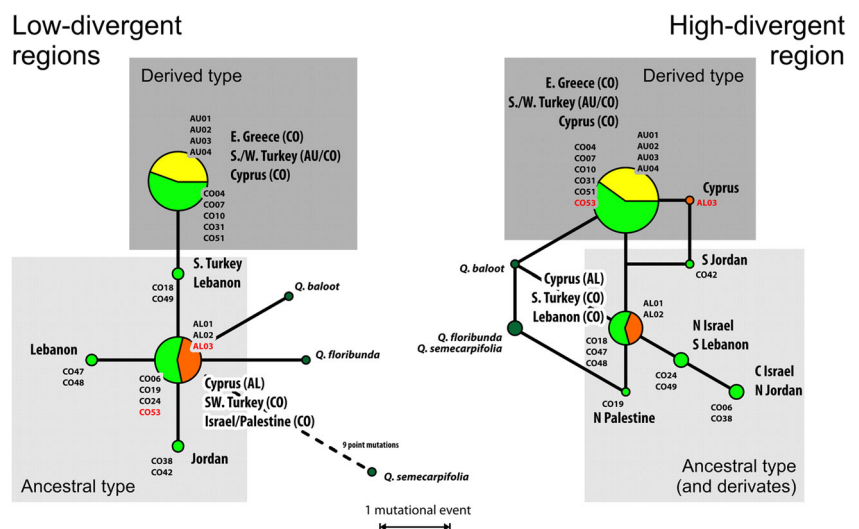 Low-divergent
regions
Derived type
AU01
AU02
AU03
AU04
E. Greece (CO)
S./W. Turkey (AU/CO)
Cyprus (CO)
CO04
CO07
CO10
CO31
CO51
S. Turkey
Lebanon
CO18
CO49
Q. baloot
AL01
AL02
AL03
Lebanon
CO47
CO48
Q. floribunda
CO06
CO19
CO24
CO53
Cyprus (AL)
SW. Turkey (CO)
Israel/Palestine (CO)
9 point mutations
CO38
CO42
Jordan
Q. semecarpifolia
Ancestral type
1 mutational event
High-divergent
region
Derived type
E. Greece (CO)
S./W. Turkey (AU/CO)
Cyprus (CO)
AU01
AU02
AU03
AU04
CO04
CO07
CO10
CO31
CO51
CO53
Cyprus
AL03
Q. baloot
S Jordan
CO42
Cyprus (AL)
S. Turkey (CO)
Lebanon (CO)
AL01
AL02
Q. floribunda
Q. semecarpifolia
CO18
CO47
CO48
N Israel
S Lebanon
CO24
CO49
C Israel
N Jordan
CO06
CO38
CO19
N Palestine
Ancestral type
(and derivates)